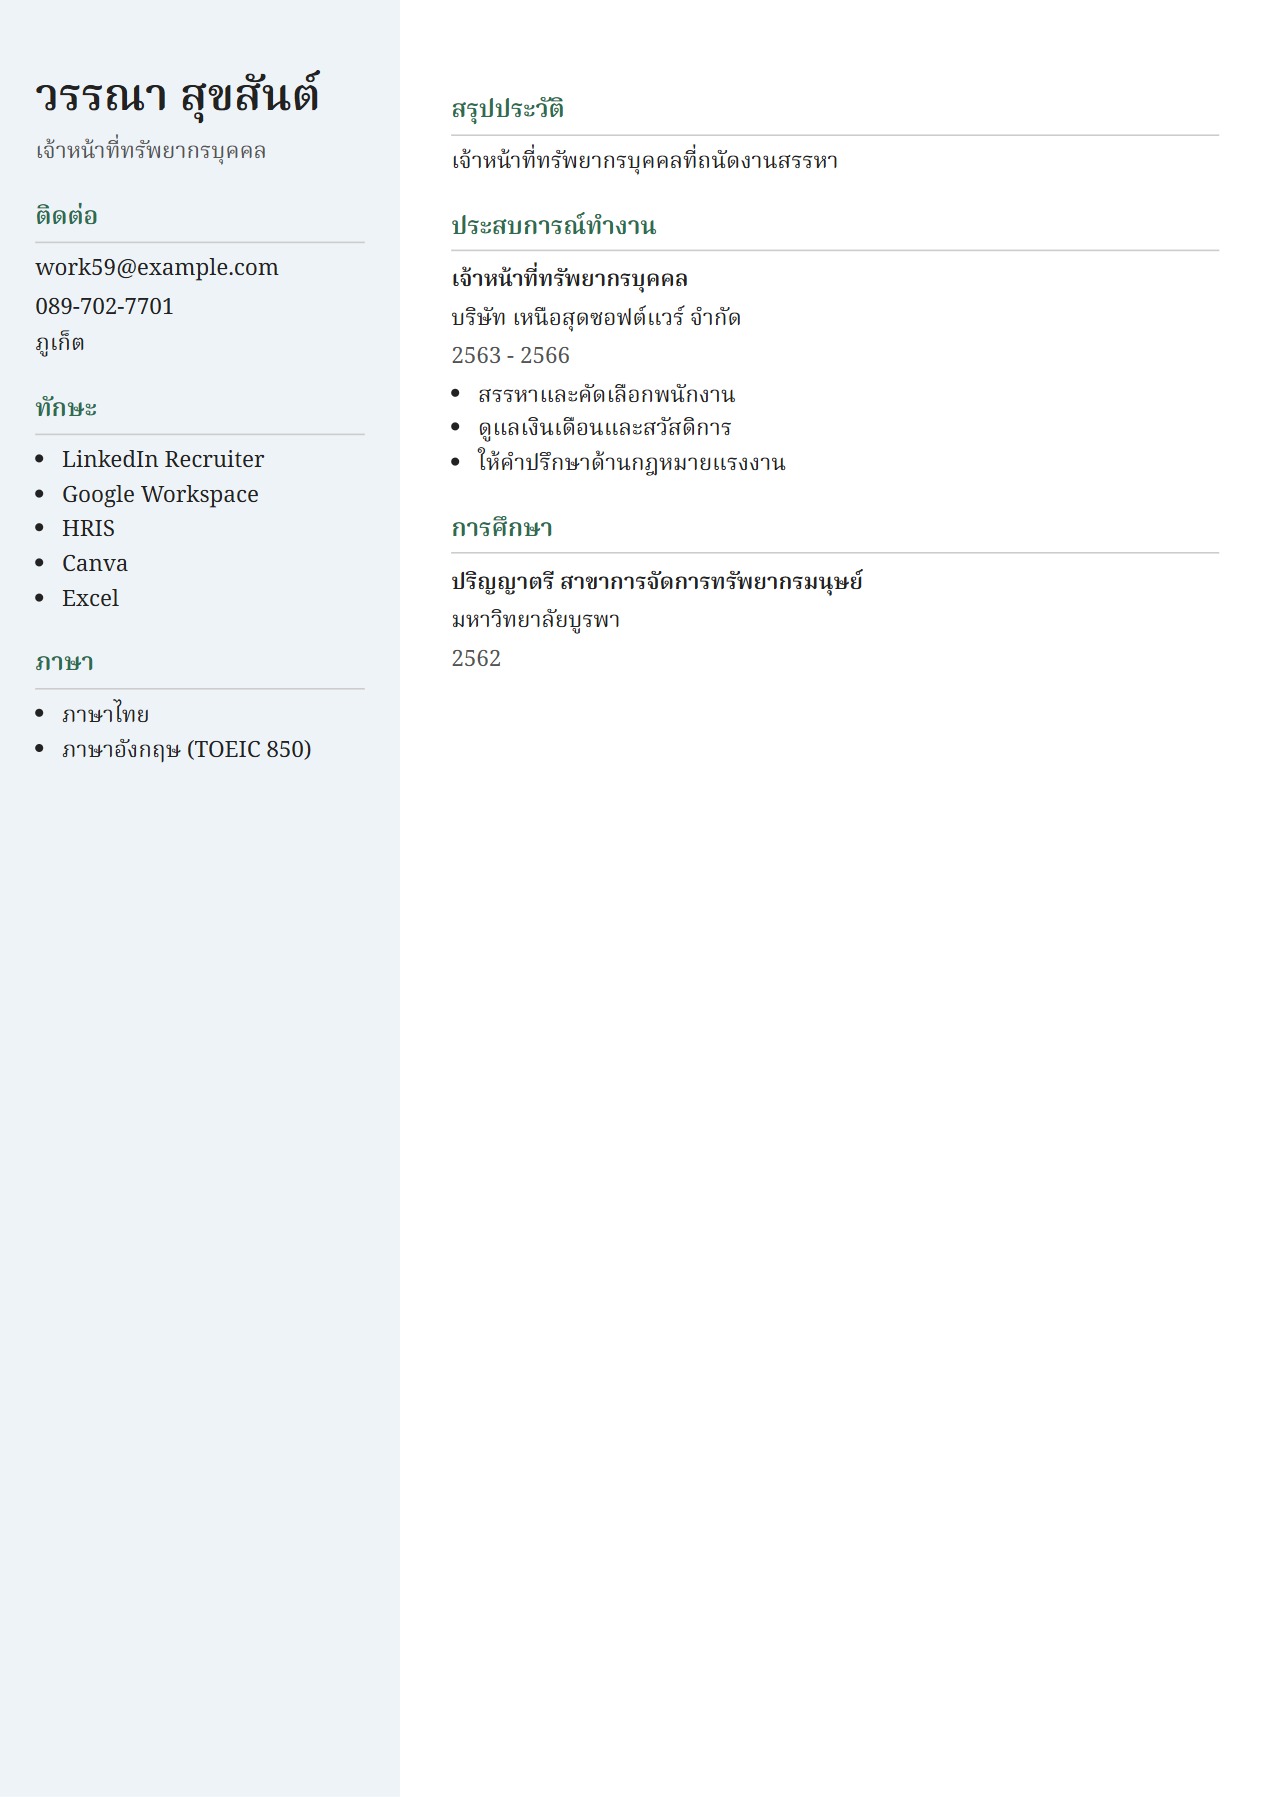 วรรณา สุขสันต์
เจ้าหน้าที่ทรัพยากรบุคคล
ติดต่อ
work59@example.com
089-702-7701
ภูเก็ต
ทักษะ
• LinkedIn Recruiter
• Google Workspace
• HRIS
• Canva
• Excel
ภาษา
• ภาษาไทย
• ภาษาอังกฤษ (TOEIC 850)
สรุปประวัติ
เจ้าหน้าที่ทรัพยากรบุคคลที่ถนัดงานสรรหา
ประสบการณ์ทำงาน
เจ้าหน้าที่ทรัพยากรบุคคล
บริษัท เหนือสุดซอฟต์แวร์ จำกัด
2563 - 2566
• สรรหาและคัดเลือกพนักงาน
• ดูแลเงินเดือนและสวัสดิการ
• ให้คำปรึกษาด้านกฎหมายแรงงาน
การศึกษา
ปริญญาตรี สาขาการจัดการทรัพยากรมนุษย์
มหาวิทยาลัยบูรพา
2562